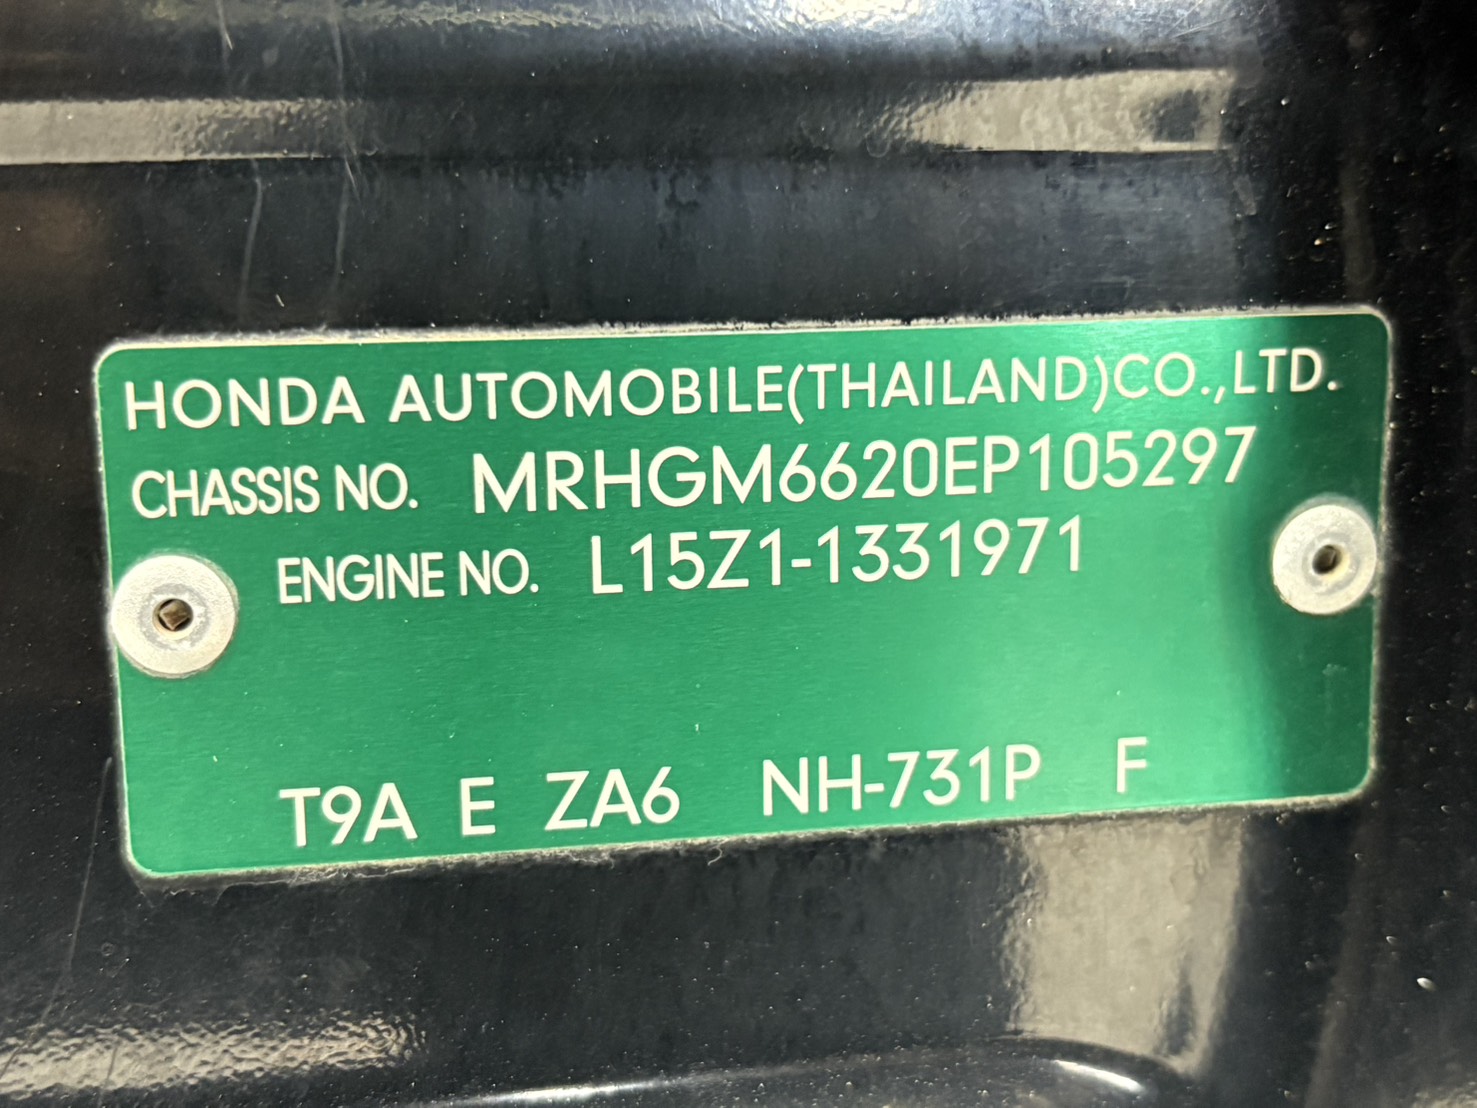 HONDA AUTOMOBILE(THAILAND)CO.,LTD.
CHASSIS NO. MRHGM6620EP105297
ENGINE NO. L15Z1-1331971
T9A E ZA6 NH-731P F